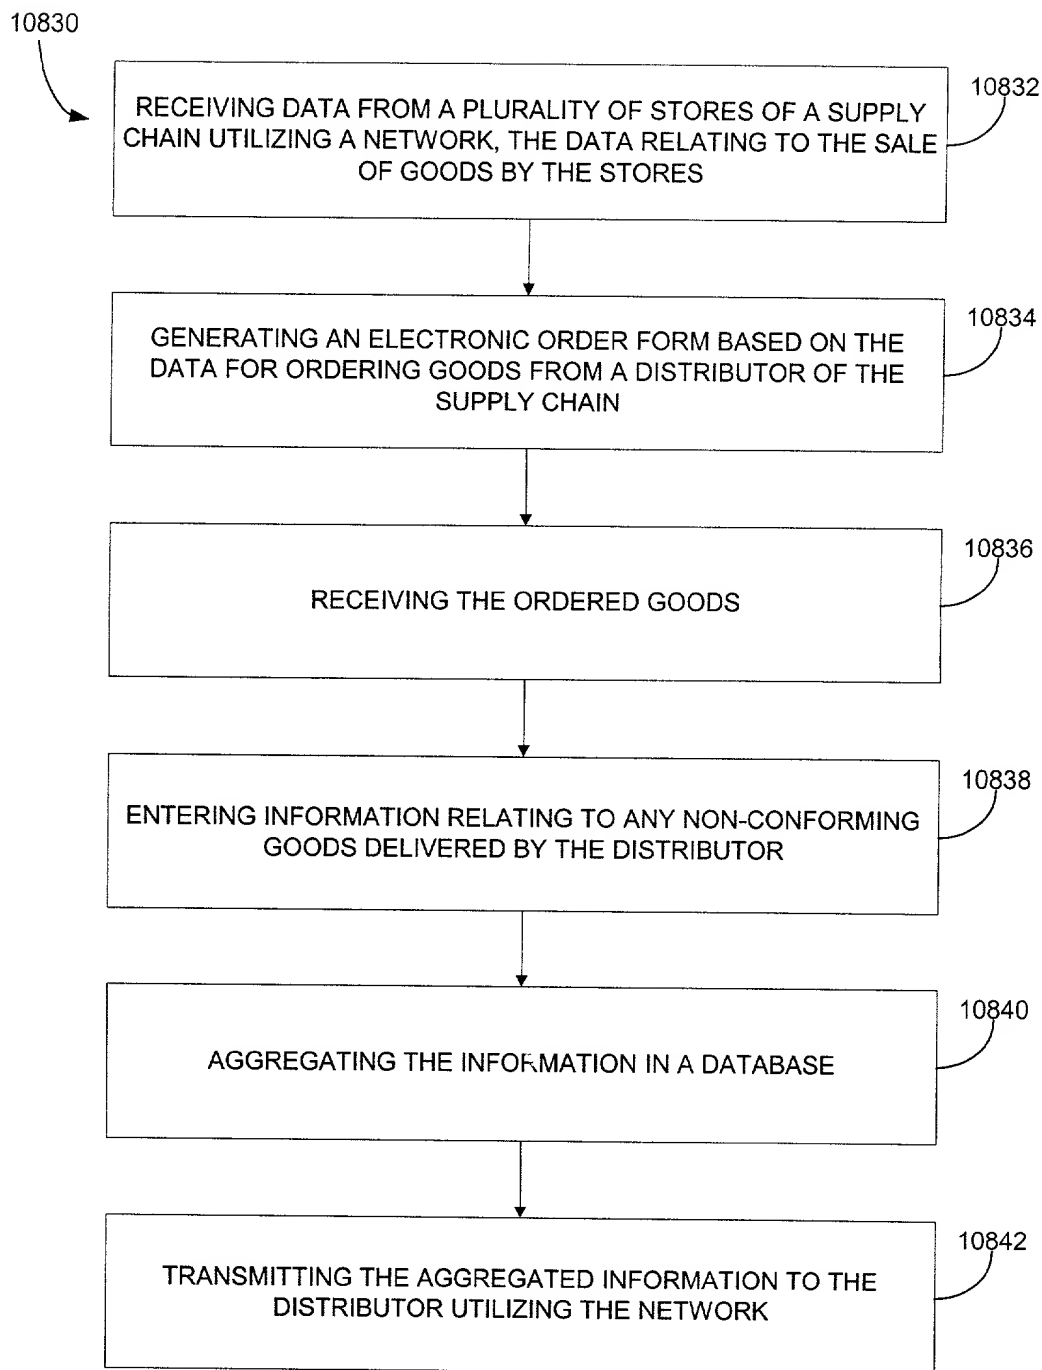 10830
10832
RECEIVING DATA FROM A PLURALITY OF STORES OF A SUPPLY
CHAIN UTILIZING A NETWORK, THE DATA RELATING TO THE SALE
OF GOODS BY THE STORES
10834
GENERATING AN ELECTRONIC ORDER FORM BASED ON THE
DATA FOR ORDERING GOODS FROM A DISTRIBUTOR OF THE
SUPPLY CHAIN
10836
RECEIVING THE ORDERED GOODS
10838
ENTERING INFORMATION RELATING TO ANY NON-CONFORMING
GOODS DELIVERED BY THE DISTRIBUTOR
10840
AGGREGATING THE INFORMATION IN A DATABASE
10842
TRANSMITTING THE AGGREGATED INFORMATION TO THE
DISTRIBUTOR UTILIZING THE NETWORK